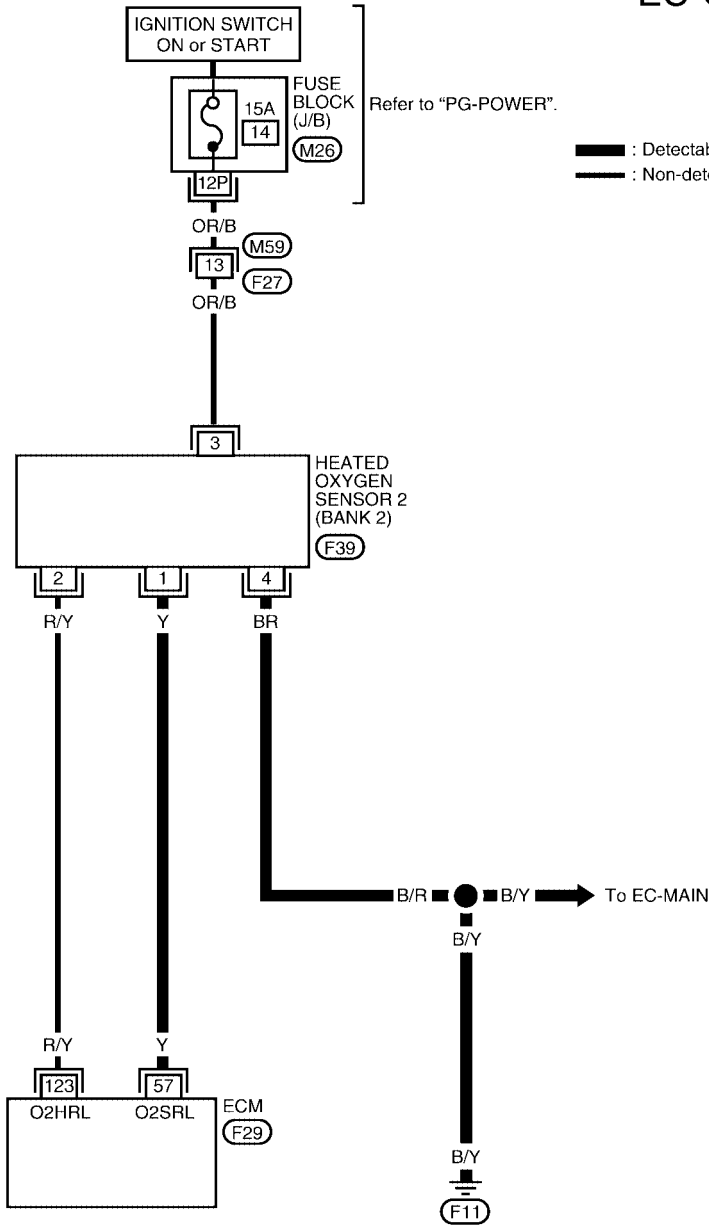 IGNITION SWITCH
ON or START
FUSE
BLOCK
(J/B)
15A
14
M26
Refer to “PG-POWER”.
12P
: Detectab
: Non-dete
OR/B
M59
13
F27
OR/B
3
HEATED
OXYGEN
SENSOR 2
(BANK 2)
F39
2 1 4
R/Y Y BR
B/R B/Y To EC-MAIN
B/Y
R/Y Y
123 57
O2HRL O2SRL
ECM
F29
B/Y
F11